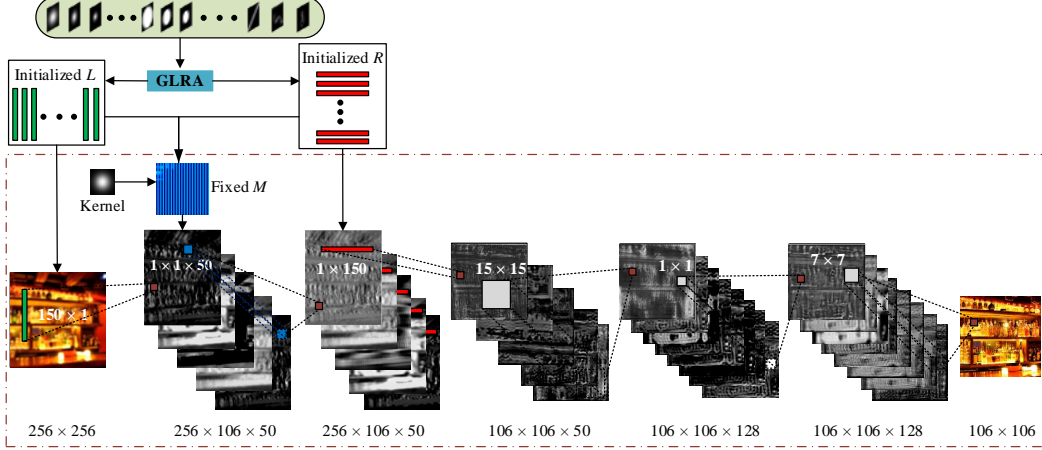 Initialized L
GLRA
Initialized R
Kernel
Fixed M
150 × 1
1 × 1 × 50
1 × 150
15 × 15
1 × 1
7 × 7
256 × 256
256 × 106 × 50
256 × 106 × 50
106 × 106 × 50
106 × 106 × 128
106 × 106 × 128
106 × 106